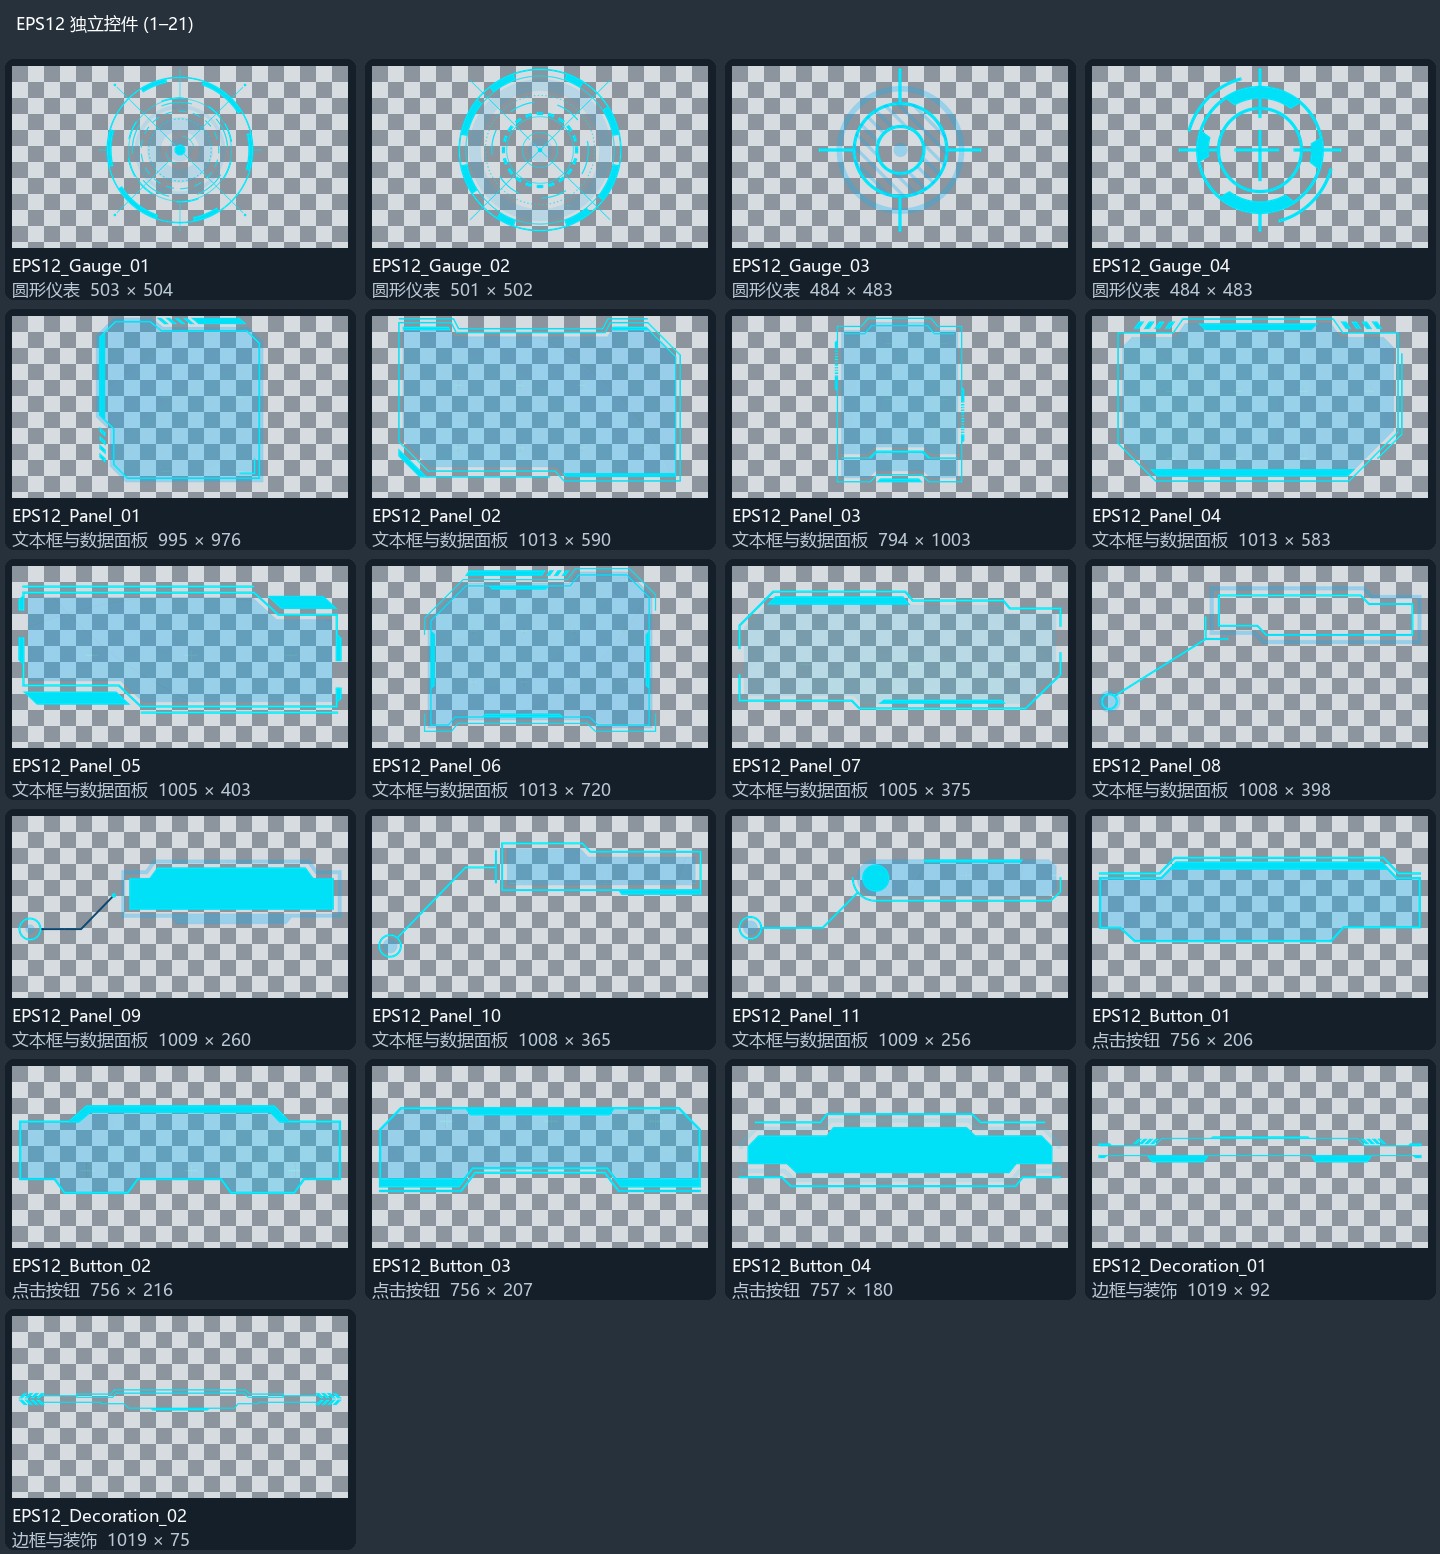 EPS12 独立控件 (1–21)
EPS12_Gauge_01
圆形仪表 503 × 504
EPS12_Gauge_02
圆形仪表 501 × 502
EPS12_Gauge_03
圆形仪表 484 × 483
EPS12_Gauge_04
圆形仪表 484 × 483
EPS12_Panel_01
文本框与数据面板 995 × 976
EPS12_Panel_02
文本框与数据面板 1013 × 590
EPS12_Panel_03
文本框与数据面板 794 × 1003
EPS12_Panel_04
文本框与数据面板 1013 × 583
EPS12_Panel_05
文本框与数据面板 1005 × 403
EPS12_Panel_06
文本框与数据面板 1013 × 720
EPS12_Panel_07
文本框与数据面板 1005 × 375
EPS12_Panel_08
文本框与数据面板 1008 × 398
EPS12_Panel_09
文本框与数据面板 1009 × 260
EPS12_Panel_10
文本框与数据面板 1008 × 365
EPS12_Panel_11
文本框与数据面板 1009 × 256
EPS12_Button_01
点击按钮 756 × 206
EPS12_Button_02
点击按钮 756 × 216
EPS12_Button_03
点击按钮 756 × 207
EPS12_Button_04
点击按钮 757 × 180
EPS12_Decoration_01
边框与装饰 1019 × 92
EPS12_Decoration_02
边框与装饰 1019 × 75